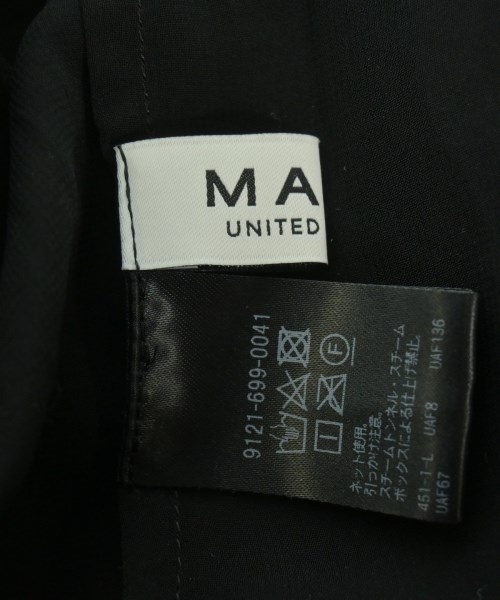 MA
UNITED
9121-699-0041
ネット使用。
引っかけ注意。
スチームトンネル・スチーム
ボックスによる仕上げ禁止。
451-1-L UAF8 UAF136
UAF67